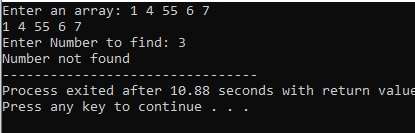 Enter an array: 1 4 55 6 7
1 4 55 6 7
Enter Number to find: 3
Number not found
--------------------------------
Process exited after 10.88 seconds with return value
Press any key to continue . . .